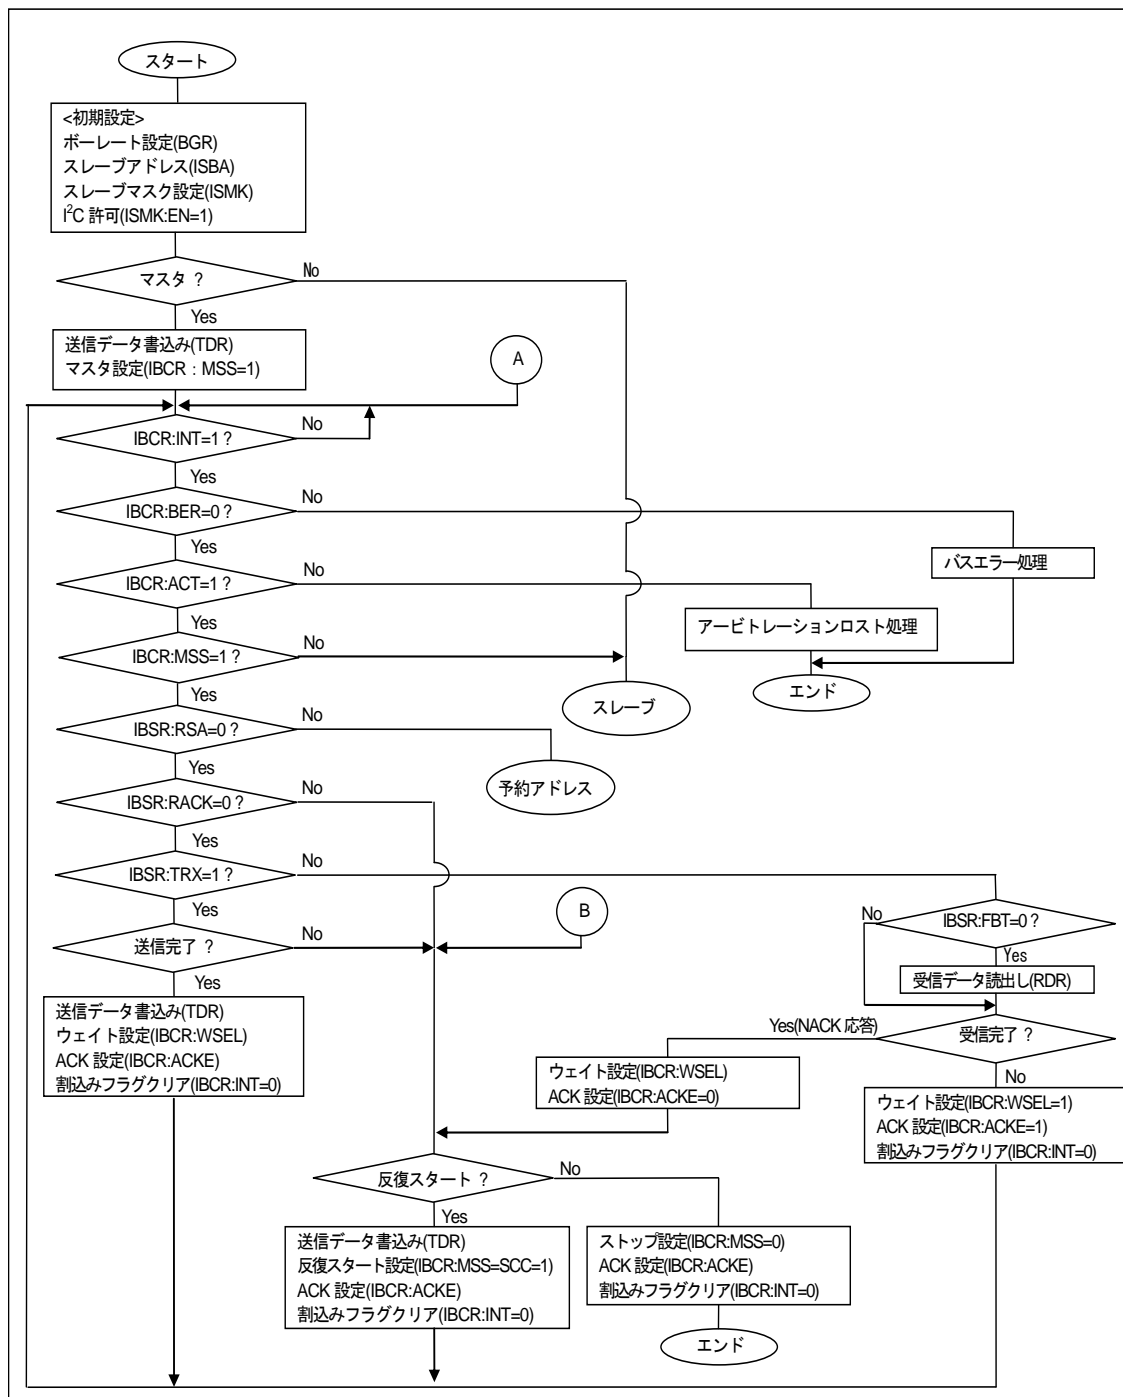 スタート
<初期設定>
ボーレート設定(BGR)
スレーブアドレス(ISBA)
スレーブマスク設定(ISMK)
I²C 許可(ISMK:EN=1)
マスタ ?
No
Yes
送信データ書込み(TDR)
マスタ設定(IBCR : MSS=1)
A
IBCR:INT=1 ?
No
Yes
IBCR:BER=0 ?
No
Yes
バスエラー処理
IBCR:ACT=1 ?
No
Yes
アービトレーションロスト処理
IBCR:MSS=1 ?
No
Yes
エンド
スレーブ
IBSR:RSA=0 ?
No
Yes
予約アドレス
IBSR:RACK=0 ?
No
Yes
IBSR:TRX=1 ?
No
Yes
B
IBSR:FBT=0 ?
No
Yes
送信完了 ?
No
Yes
受信データ読出し(RDR)
送信データ書込み(TDR)
ウェイト設定(IBCR:WSEL)
ACK 設定(IBCR:ACKE)
割込みフラグクリア(IBCR:INT=0)
受信完了 ?
Yes(NACK 応答)
No
ウェイト設定(IBCR:WSEL)
ACK 設定(IBCR:ACKE=0)
ウェイト設定(IBCR:WSEL=1)
ACK 設定(IBCR:ACKE=1)
割込みフラグクリア(IBCR:INT=0)
反復スタート ?
No
Yes
送信データ書込み(TDR)
反復スタート設定(IBCR:MSS=SCC=1)
ACK 設定(IBCR:ACKE)
割込みフラグクリア(IBCR:INT=0)
ストップ設定(IBCR:MSS=0)
ACK 設定(IBCR:ACKE)
割込みフラグクリア(IBCR:INT=0)
エンド